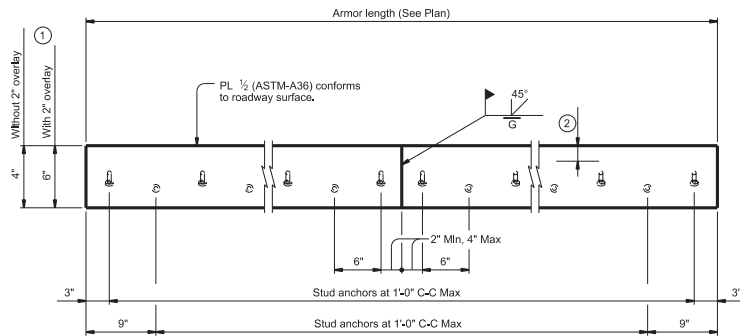 Armor length (See Plan)
1
Without 2" overlay
With 2" overlay
PL 1/2 (ASTM-A36) conforms
to roadway surface.
45°
G
2
4"
6"
2" Min, 4" Max
6"
6"
3"
Stud anchors at 1'-0" C-C Max
3"
9"
Stud anchors at 1'-0" C-C Max
9"